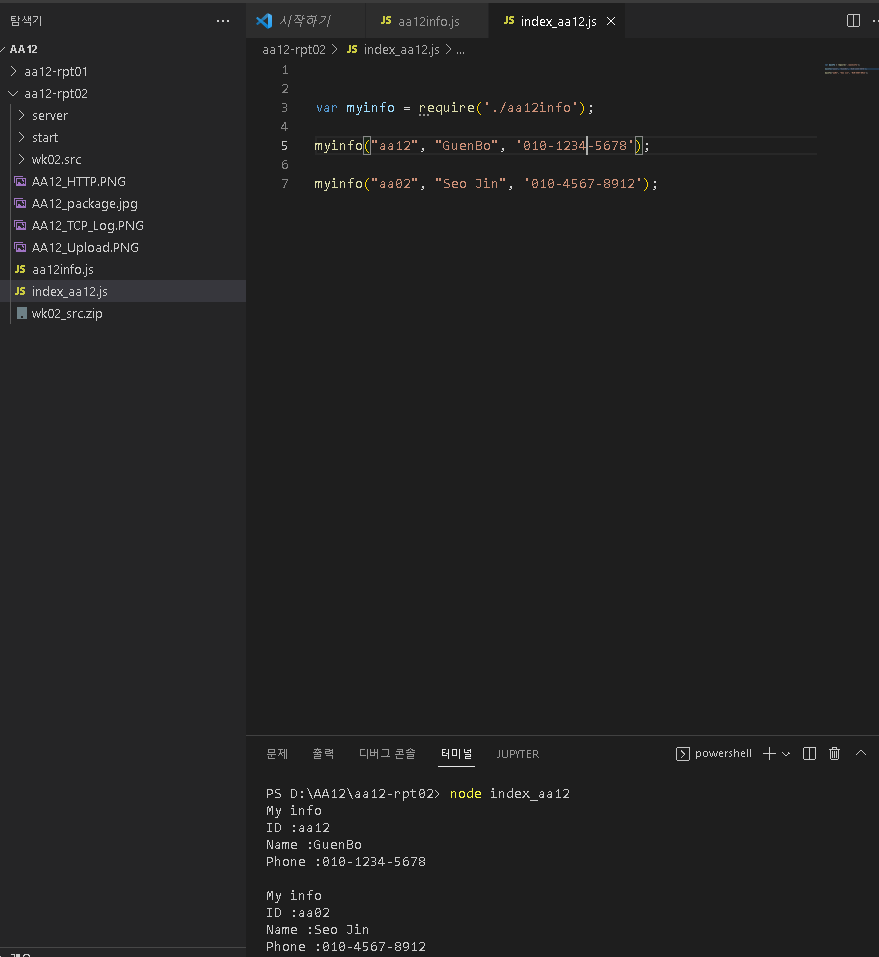 탐색기 ···
시작하기 JS aa12info.js JS index_aa12.js ×
AA12
aa12-rpt02 > JS index_aa12.js > ...
aa12-rpt01
aa12-rpt02
server
start
wk02.src
AA12_HTTP.PNG
AA12_package.jpg
AA12_TCP_Log.PNG
AA12_Upload.PNG
JS aa12info.js
JS index_aa12.js
wk02_src.zip
1
2
3 var myinfo = require('./aa12info');
4
5 myinfo("aa12", "GuenBo", '010-1234-5678');
6
7 myinfo("aa02", "Seo Jin", '010-4567-8912');
문제 출력 디버그 콘솔 터미널 JUPYTER powershell
PS D:\AA12\aa12-rpt02> node index_aa12
My info
ID :aa12
Name :GuenBo
Phone :010-1234-5678
My info
ID :aa02
Name :Seo Jin
Phone :010-4567-8912